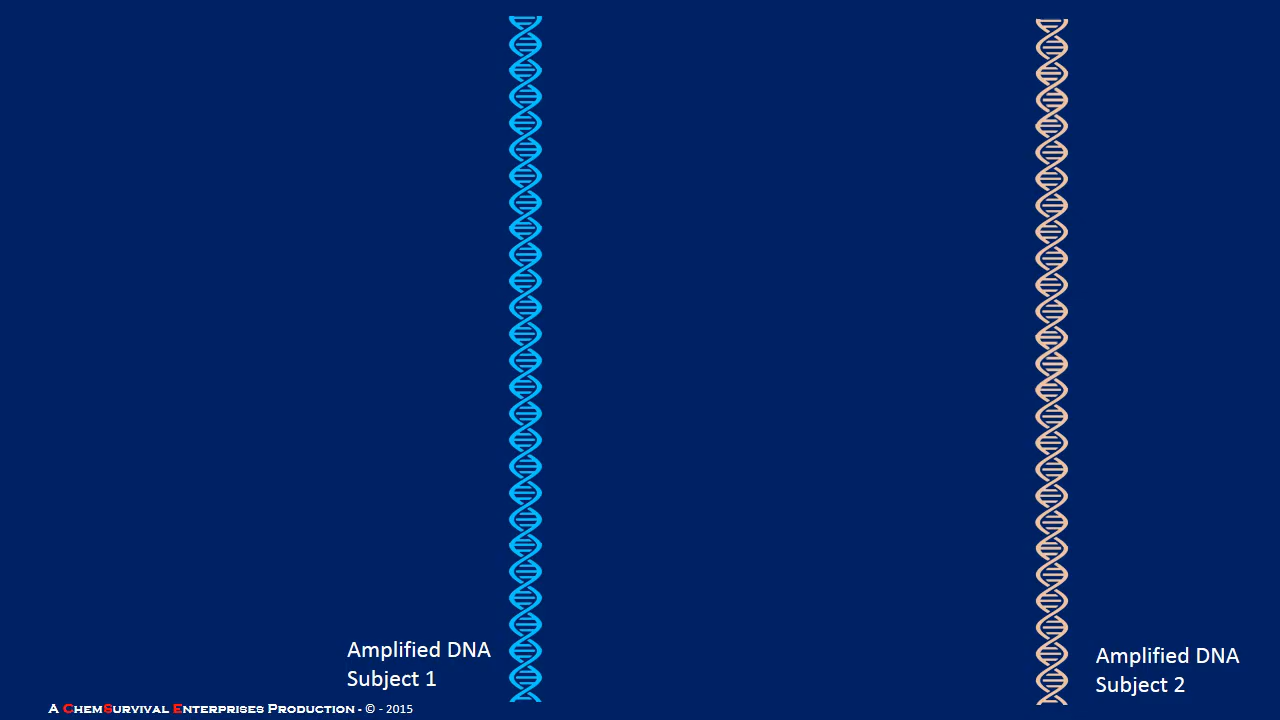 Amplified DNA
Subject 1
Amplified DNA
Subject 2
A ChemSurvival Enterprises Production - © - 2015